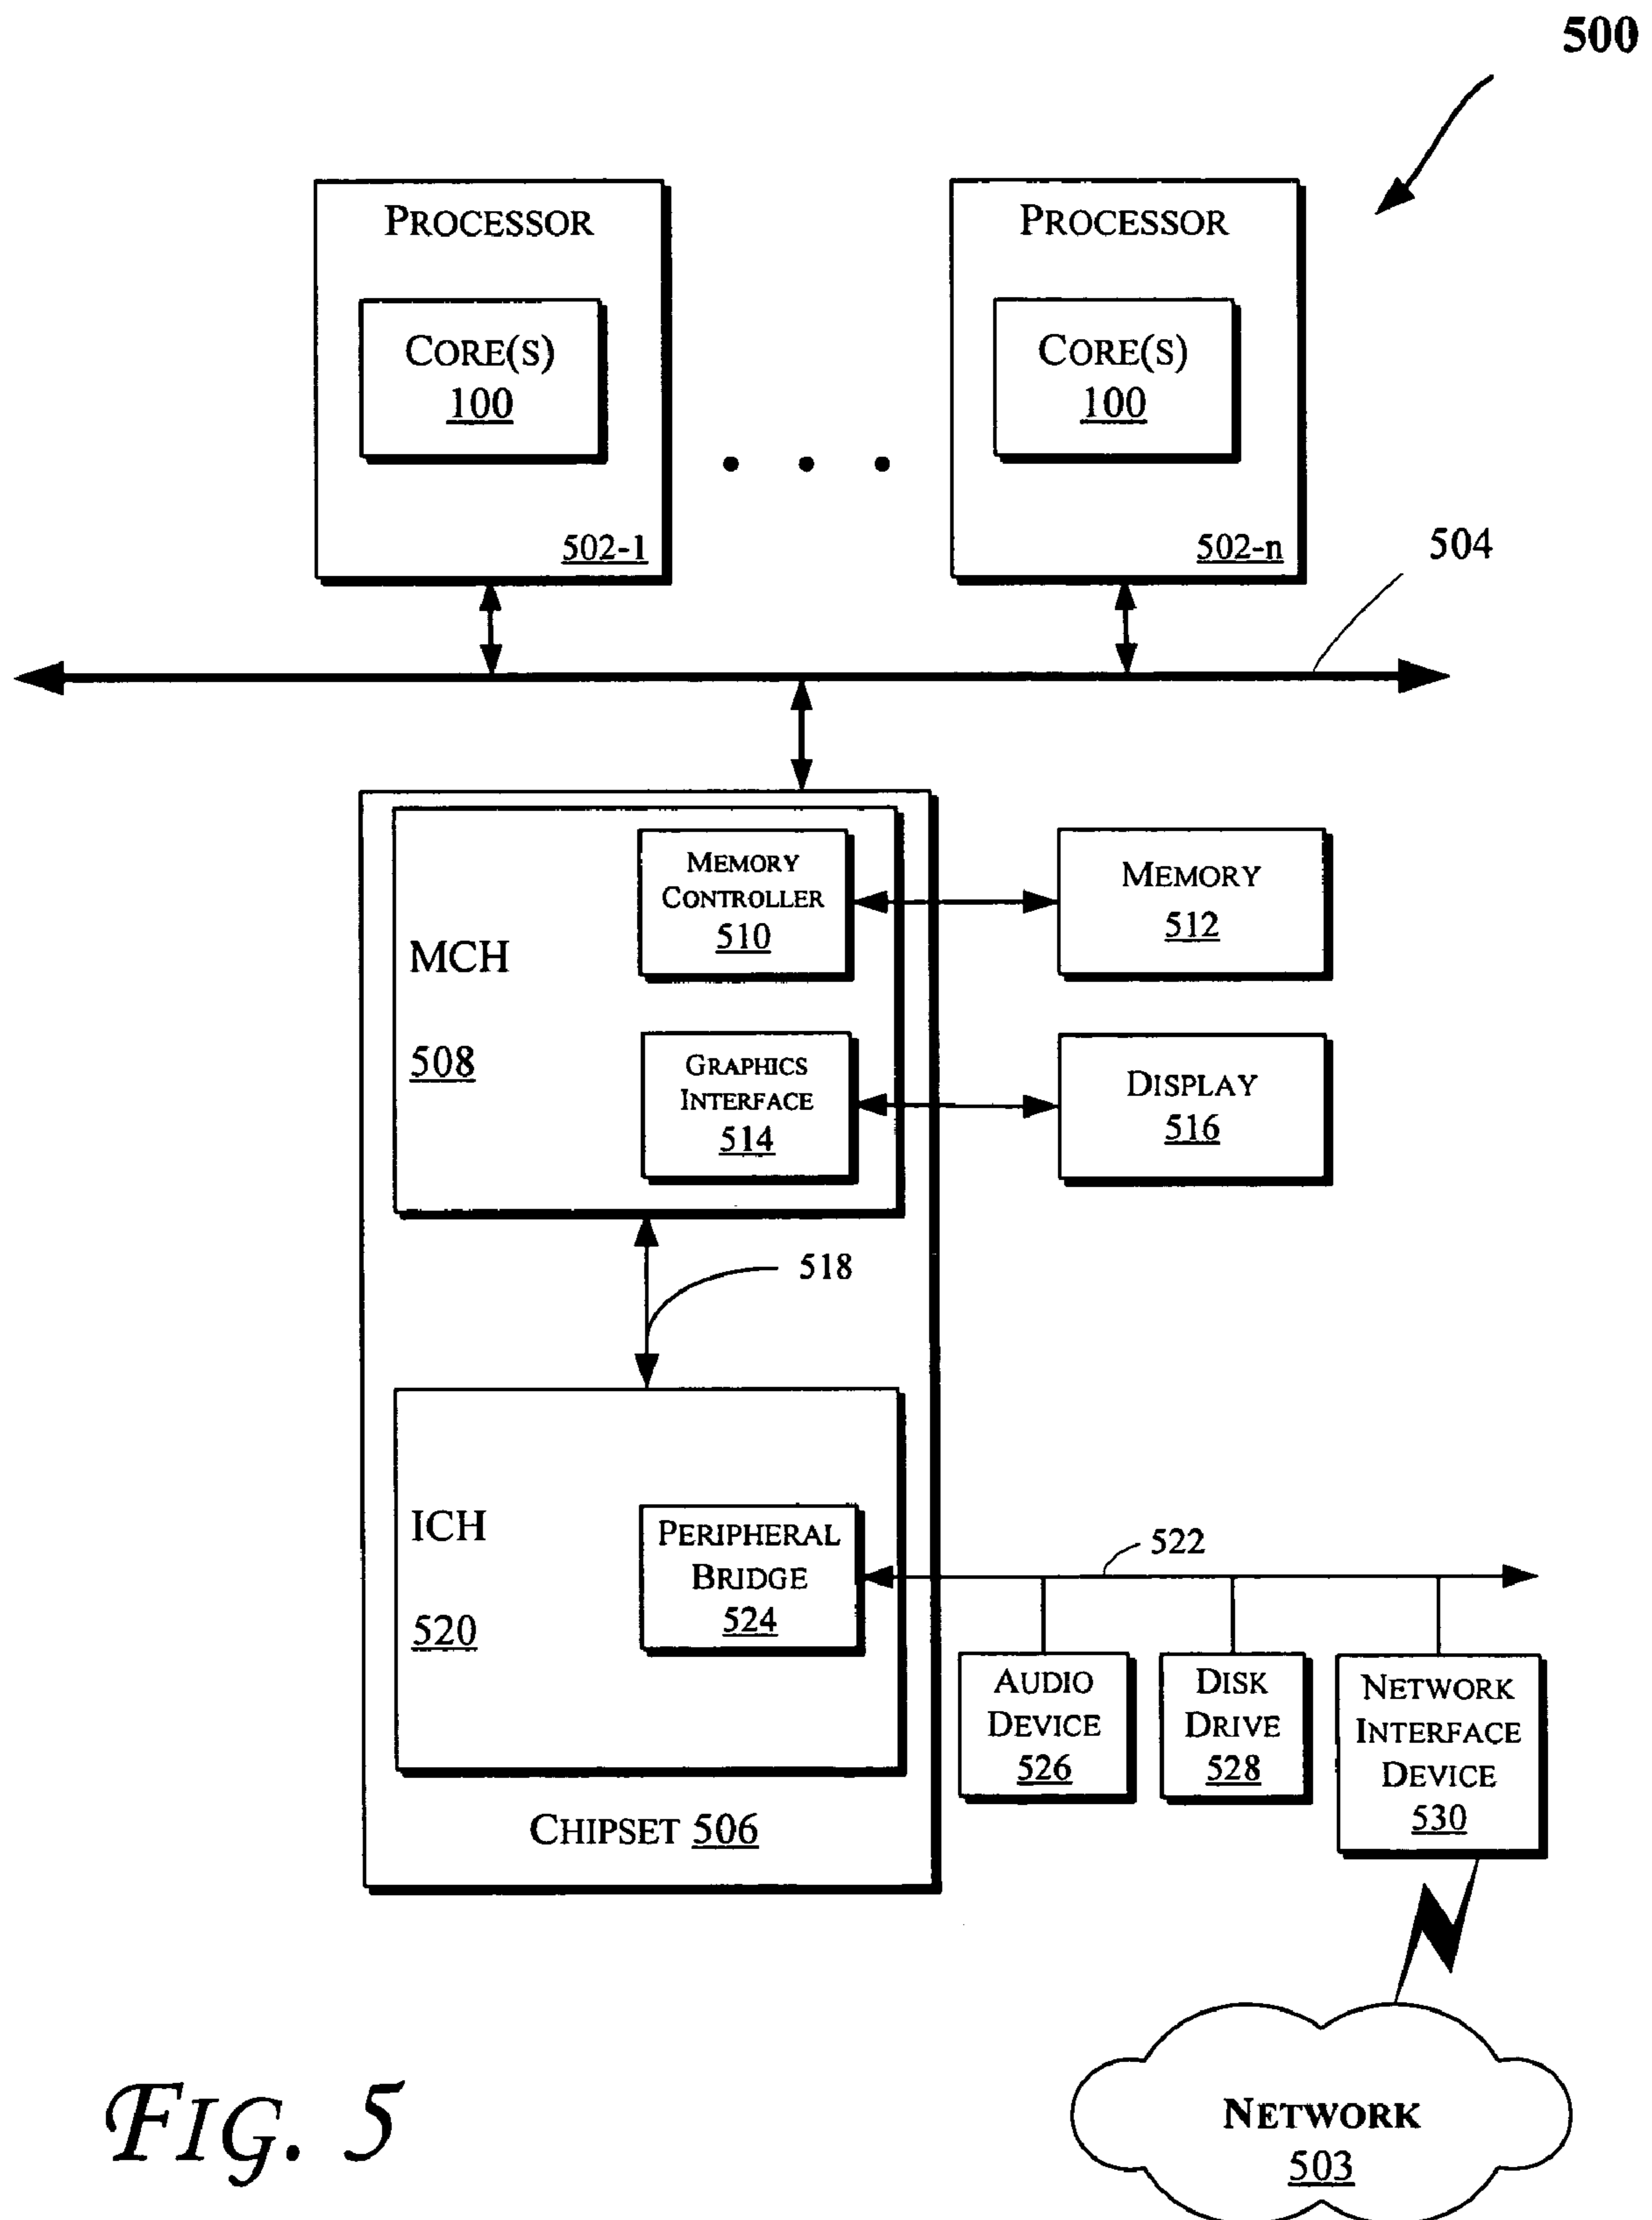 500
PROCESSOR
CORE(S)
100
502-1
PROCESSOR
CORE(S)
100
502-n
504
MCH
508
MEMORY
CONTROLLER
510
MEMORY
512
GRAPHICS
INTERFACE
514
DISPLAY
516
518
ICH
520
PERIPHERAL
BRIDGE
524
522
AUDIO
DEVICE
526
DISK
DRIVE
528
NETWORK
INTERFACE
DEVICE
530
CHIPSET 506
NETWORK
503
FIG. 5